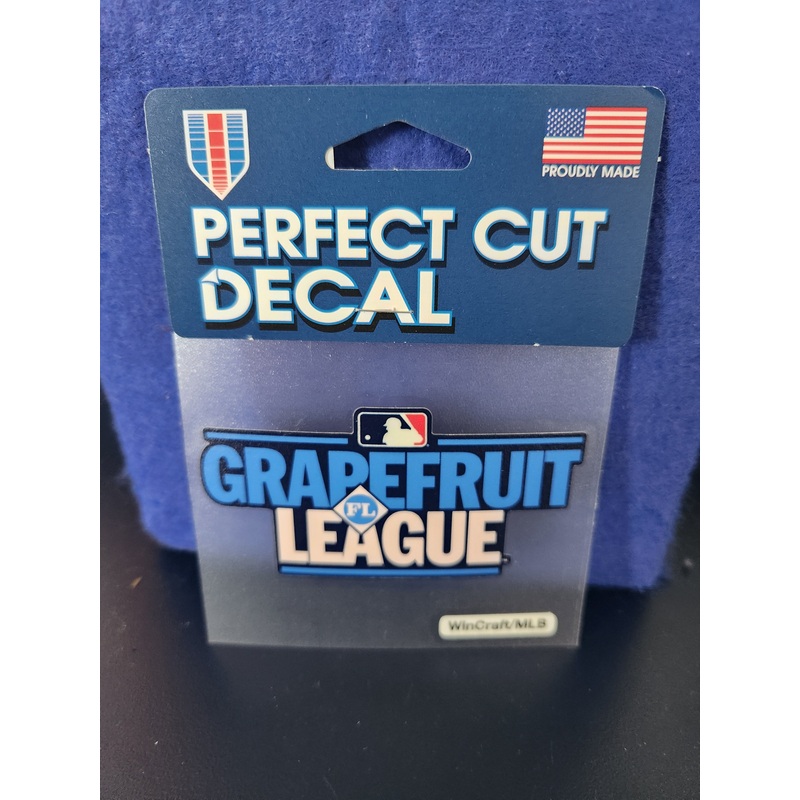 PROUDLY MADE
PERFECT CUT
DECAL
GRAPEFRUIT
FL
LEAGUE
WinCraft/MLB